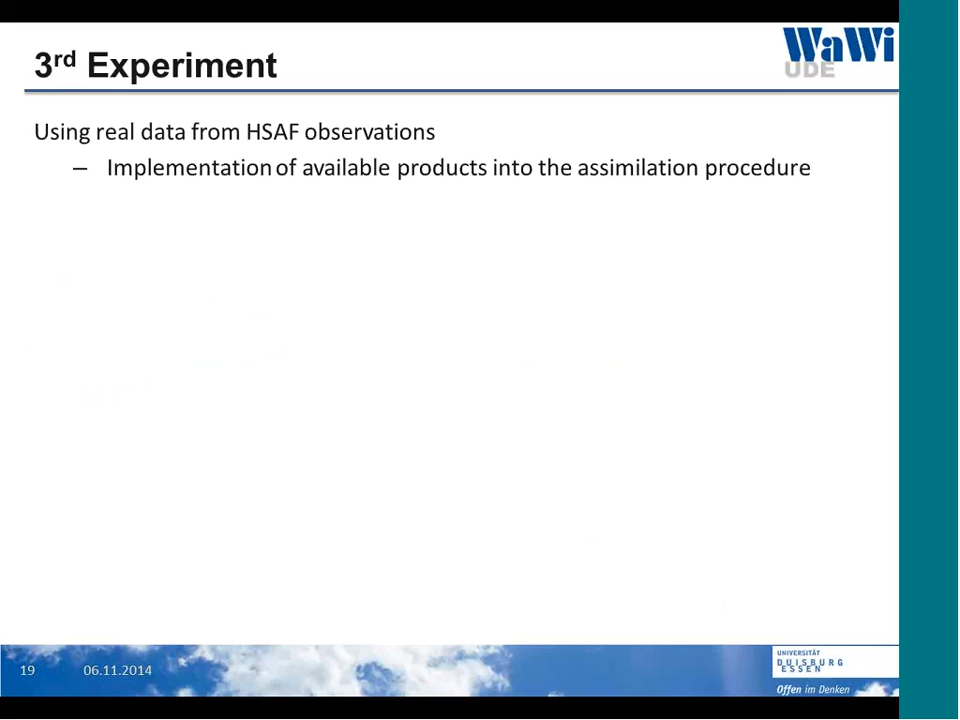 3rd Experiment
WaWi
UDE
Using real data from HSAF observations
– Implementation of available products into the assimilation procedure
19 06.11.2014
UNIVERSITÄT
DUISBURG
ESSEN
Offen im Denken